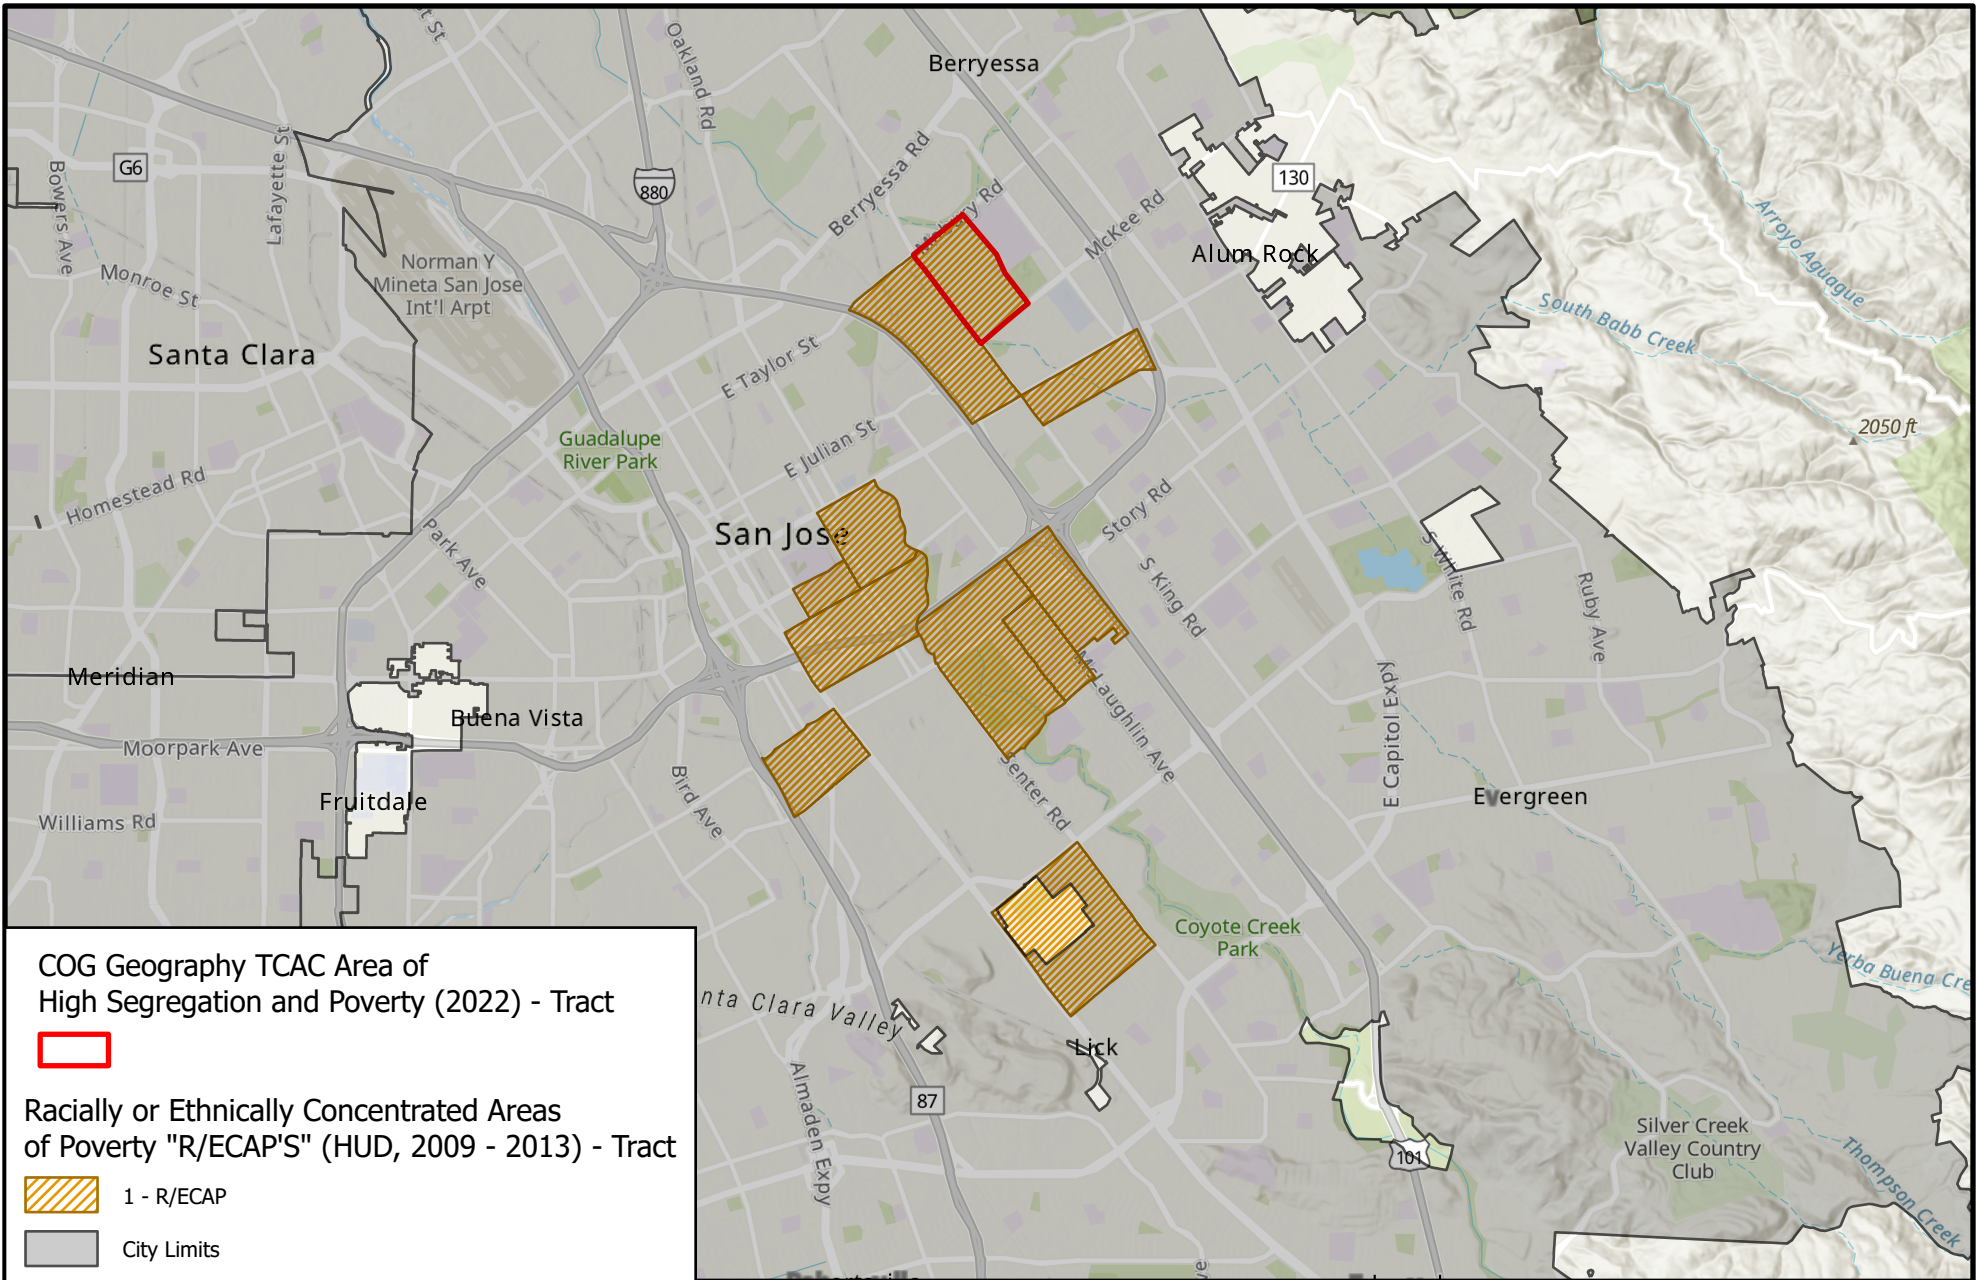 Berryessa
Oakland Rd
G6
Bowers Ave
Lafayette St
880
Berryessa Rd
McKee Rd
130
Alum Rock
Arroyo Aguague
Monroe St
Norman Y
Mineta San Jose
Int'l Arpt
South Babb Creek
Santa Clara
E Taylor St
2050 ft
Guadalupe
River Park
E Julian St
Homestead Rd
Park Ave
San Jose
Story Rd
S King Rd
S White Rd
Ruby Ave
Meridian
Buena Vista
Moorpark Ave
McLaughlin Ave
E Capitol Expy
Bird Ave
Senter Rd
Fruitdale
Williams Rd
Evergreen
Coyote Creek
Park
Yerba Buena Cre
nta Clara Valley
Lick
87
Almaden Expy
101
Silver Creek
Valley Country
Club
Thompson Creek
COG Geography TCAC Area of
High Segregation and Poverty (2022) - Tract
Racially or Ethnically Concentrated Areas
of Poverty "R/ECAP'S" (HUD, 2009 - 2013) - Tract
1 - R/ECAP
City Limits